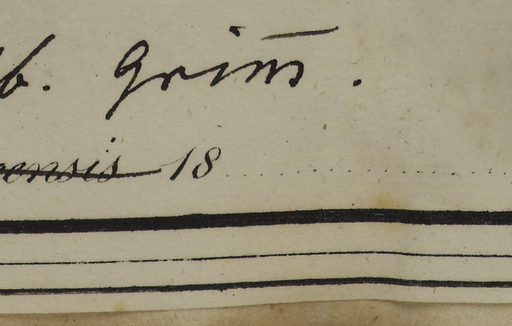 b. Grim̅.
ensis 18